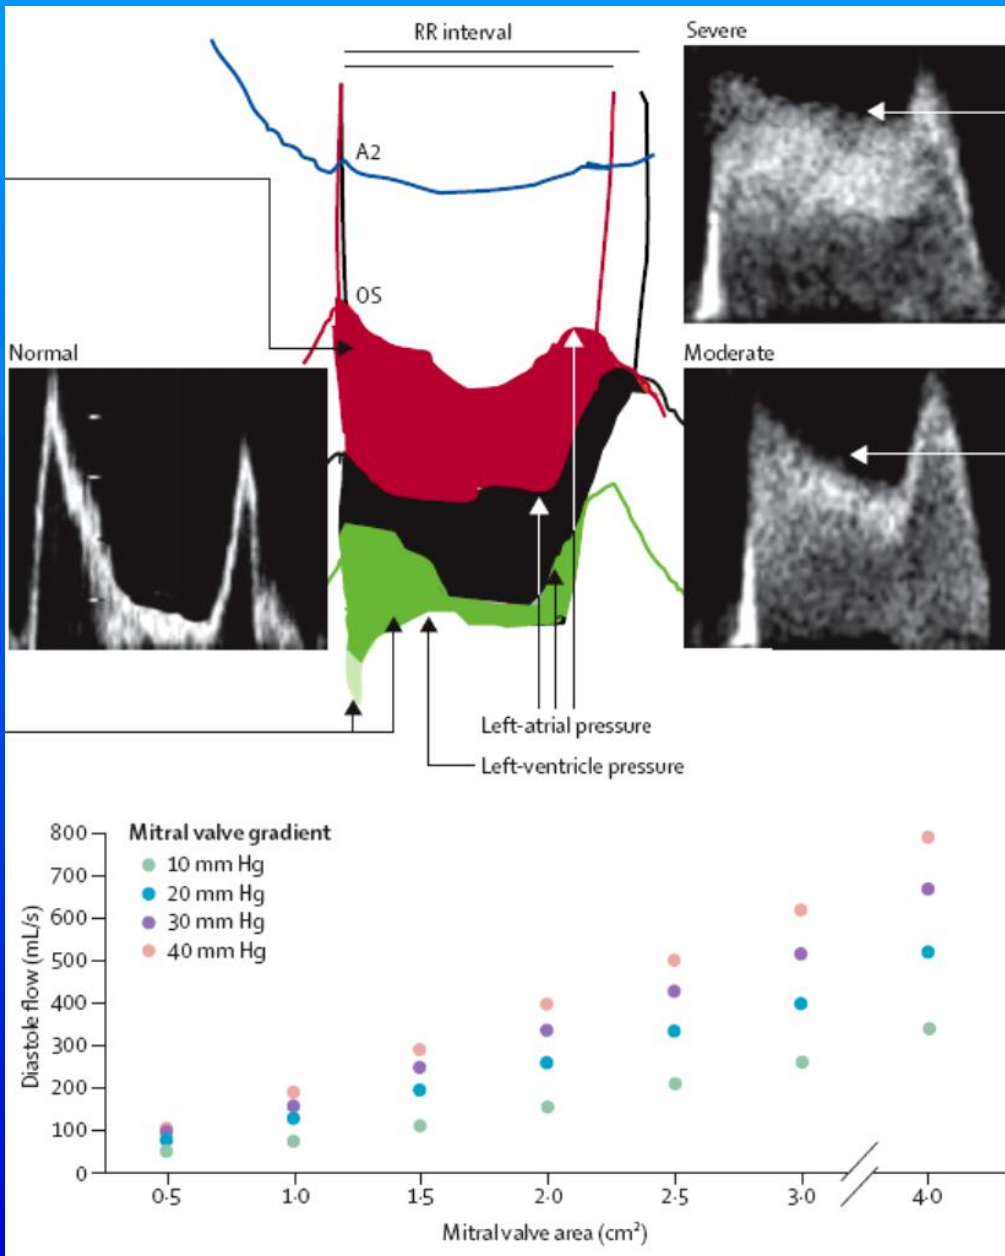 RR interval
Severe
A2
OS
Normal
Moderate
Left-atrial pressure
Left-ventricle pressure
Mitral valve gradient
10 mm Hg
20 mm Hg
30 mm Hg
40 mm Hg
Diastole flow (mL/s)
800
700
600
500
400
300
200
100
0
0·5
1·0
1·5
2·0
2·5
3·0
4·0
Mitral valve area (cm²)